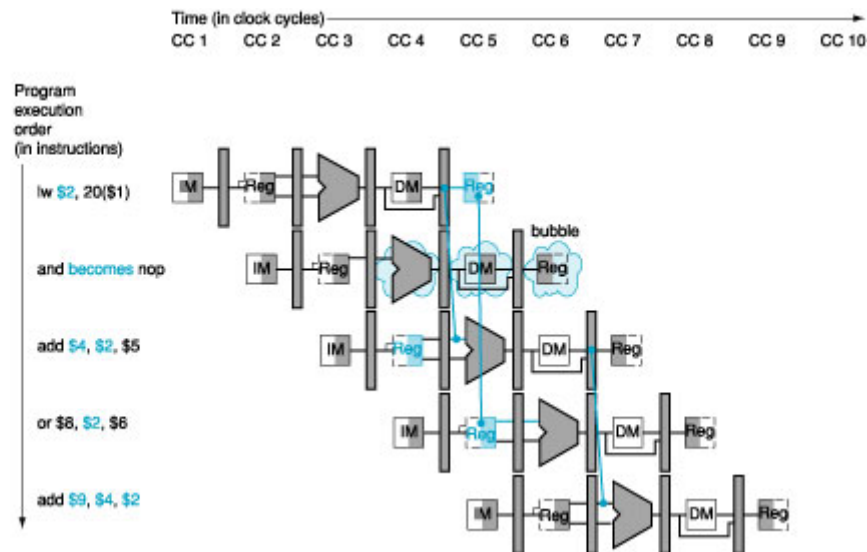 Time (in clock cycles)
CC 1 CC 2 CC 3 CC 4 CC 5 CC 6 CC 7 CC 8 CC 9 CC 10
Program
execution
order
(in instructions)
lw $2, 20($1)
IM Reg DM Reg
bubble
and becomes nop
IM Reg DM Reg
add $4, $2, $5
IM Reg DM Reg
or $8, $2, $6
IM Reg DM Reg
add $9, $4, $2
IM Reg DM Reg